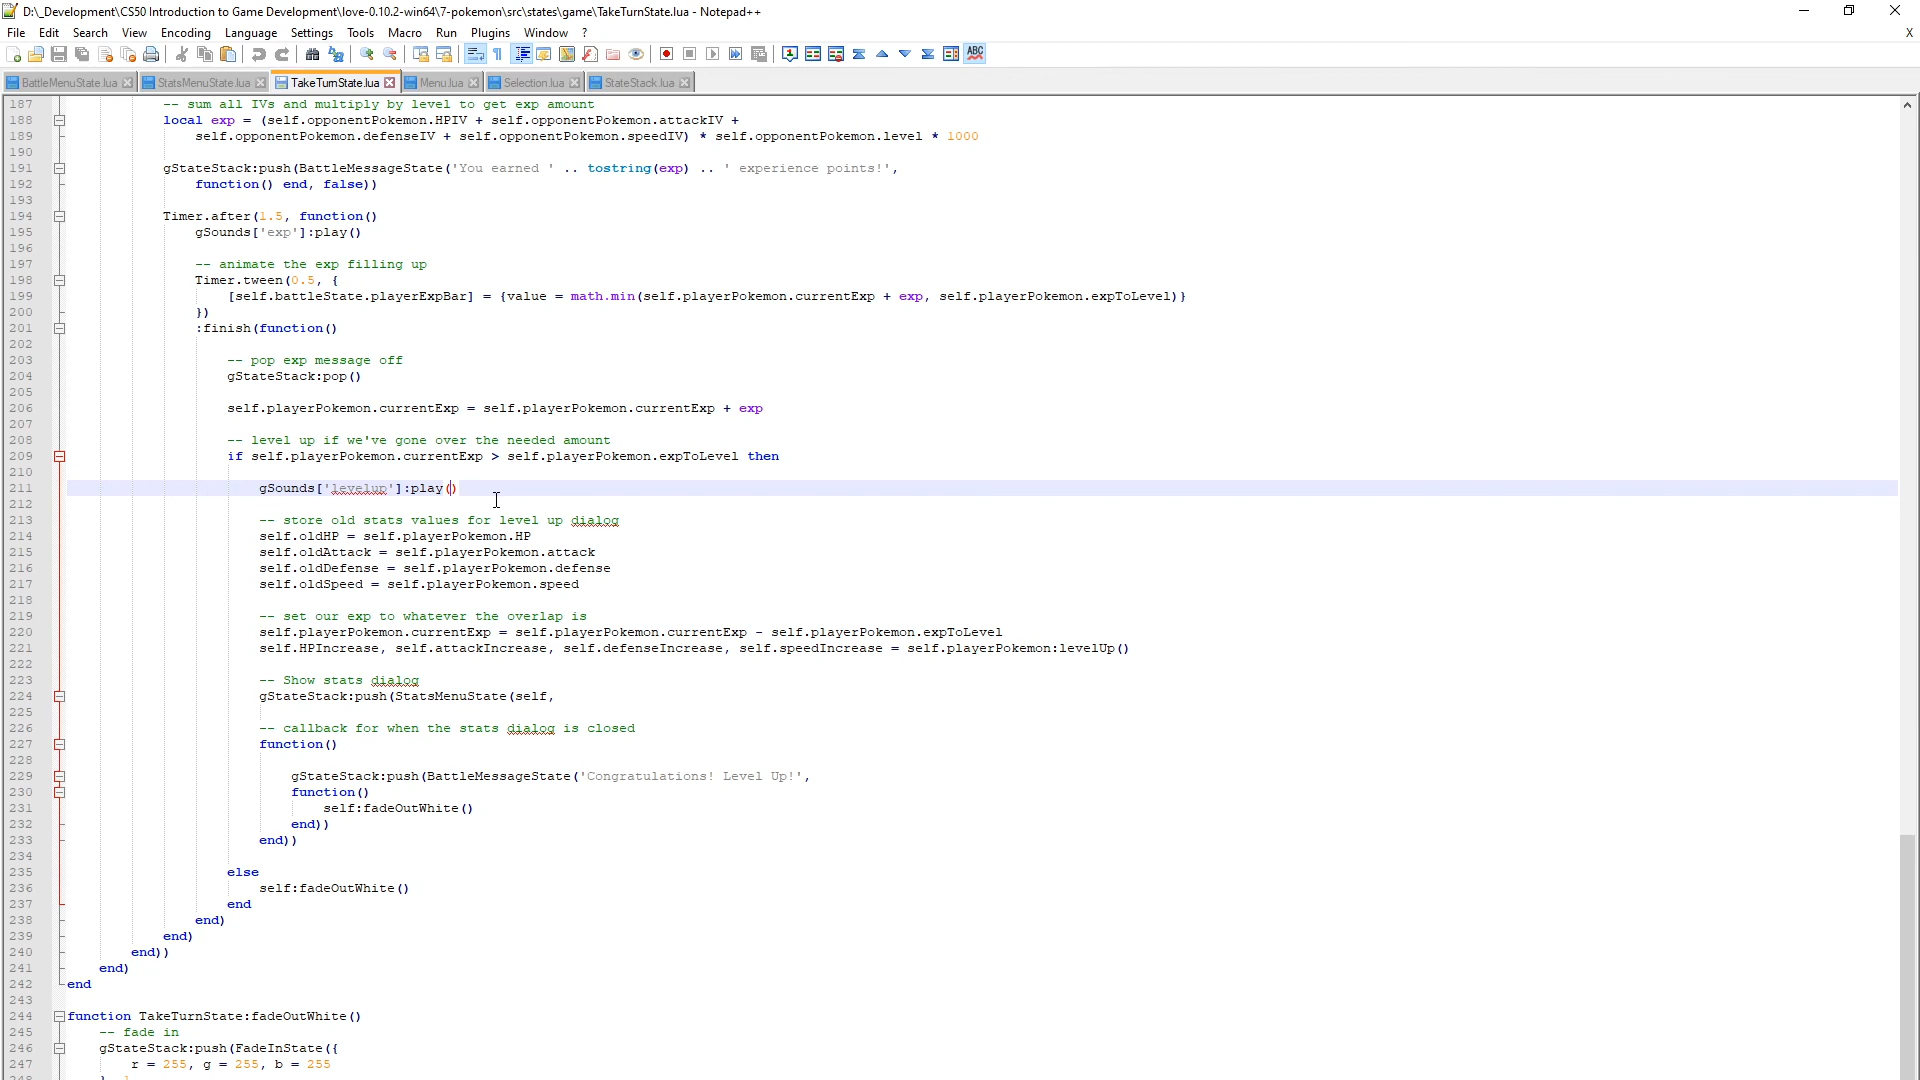 D:\_Development\CS50 Introduction to Game Development\love-0.10.2-win64\7-pokemon\src\states\game\TakeTurnState.lua - Notepad++
File Edit Search View Encoding Language Settings Tools Macro Run Plugins Window ? X
BattleMenuState.lua StatsMenuState.lua TakeTurnState.lua Menu.lua Selection.lua StateStack.lua
187 -- sum all IVs and multiply by level to get exp amount
188 local exp = (self.opponentPokemon.HPIV + self.opponentPokemon.attackIV +
189 self.opponentPokemon.defenseIV + self.opponentPokemon.speedIV) * self.opponentPokemon.level * 1000
190
191 gStateStack:push(BattleMessageState('You earned ' .. tostring(exp) .. ' experience points!',
192 function() end, false))
193
194 Timer.after(1.5, function()
195 gSounds['exp']:play()
196
197 -- animate the exp filling up
198 Timer.tween(0.5, {
199 [self.battleState.playerExpBar] = {value = math.min(self.playerPokemon.currentExp + exp, self.playerPokemon.expToLevel)}
200 })
201 :finish(function()
202
203 -- pop exp message off
204 gStateStack:pop()
205
206 self.playerPokemon.currentExp = self.playerPokemon.currentExp + exp
207
208 -- level up if we've gone over the needed amount
209 if self.playerPokemon.currentExp > self.playerPokemon.expToLevel then
210
211 gSounds['levelup']:play()
212
213 -- store old stats values for level up dialog
214 self.oldHP = self.playerPokemon.HP
215 self.oldAttack = self.playerPokemon.attack
216 self.oldDefense = self.playerPokemon.defense
217 self.oldSpeed = self.playerPokemon.speed
218
219 -- set our exp to whatever the overlap is
220 self.playerPokemon.currentExp = self.playerPokemon.currentExp - self.playerPokemon.expToLevel
221 self.HPIncrease, self.attackIncrease, self.defenseIncrease, self.speedIncrease = self.playerPokemon:levelUp()
222
223 -- Show stats dialog
224 gStateStack:push(StatsMenuState(self,
225
226 -- callback for when the stats dialog is closed
227 function()
228
229 gStateStack:push(BattleMessageState('Congratulations! Level Up!',
230 function()
231 self:fadeOutWhite()
232 end))
233 end))
234
235 else
236 self:fadeOutWhite()
237 end
238 end)
239 end)
240 end))
241 end)
242 end
243
244 function TakeTurnState:fadeOutWhite()
245 -- fade in
246 gStateStack:push(FadeInState({
247 r = 255, g = 255, b = 255